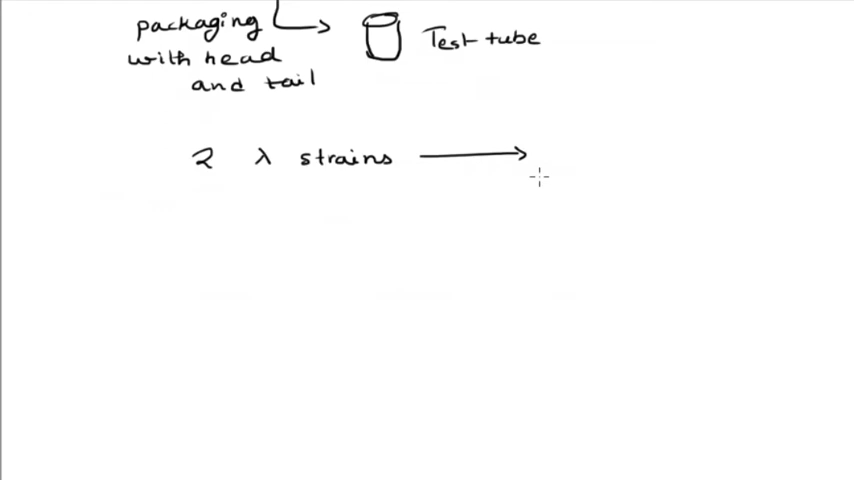 packaging
with head
and tail
Test tube
2 λ strains